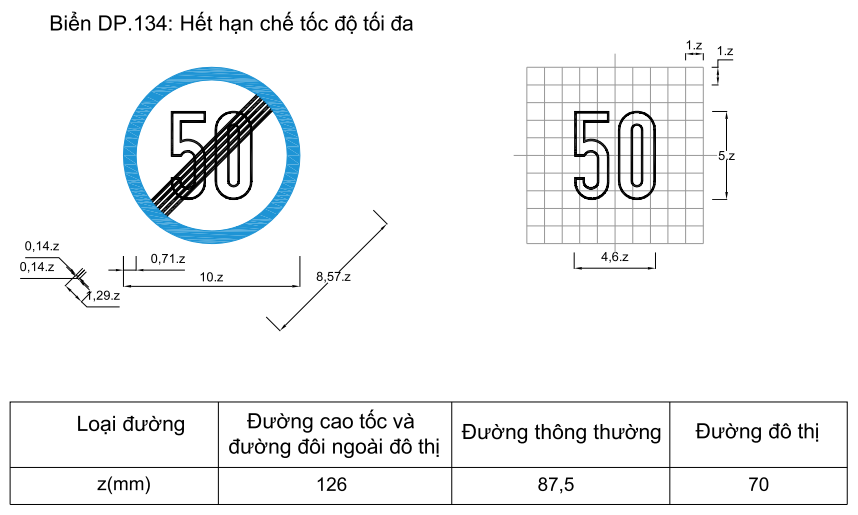 Biển DP.134: Hết hạn chế tốc độ tối đa
1.z
1.z
50
50
5,z
0,14.z
0,14.z
0,71.z
4,6.z
10.z
8,57.z
1,29.z
Loại đường
Đường cao tốc và
đường đôi ngoài đô thị
Đường thông thường
Đường đô thị
z(mm)
126
87,5
70